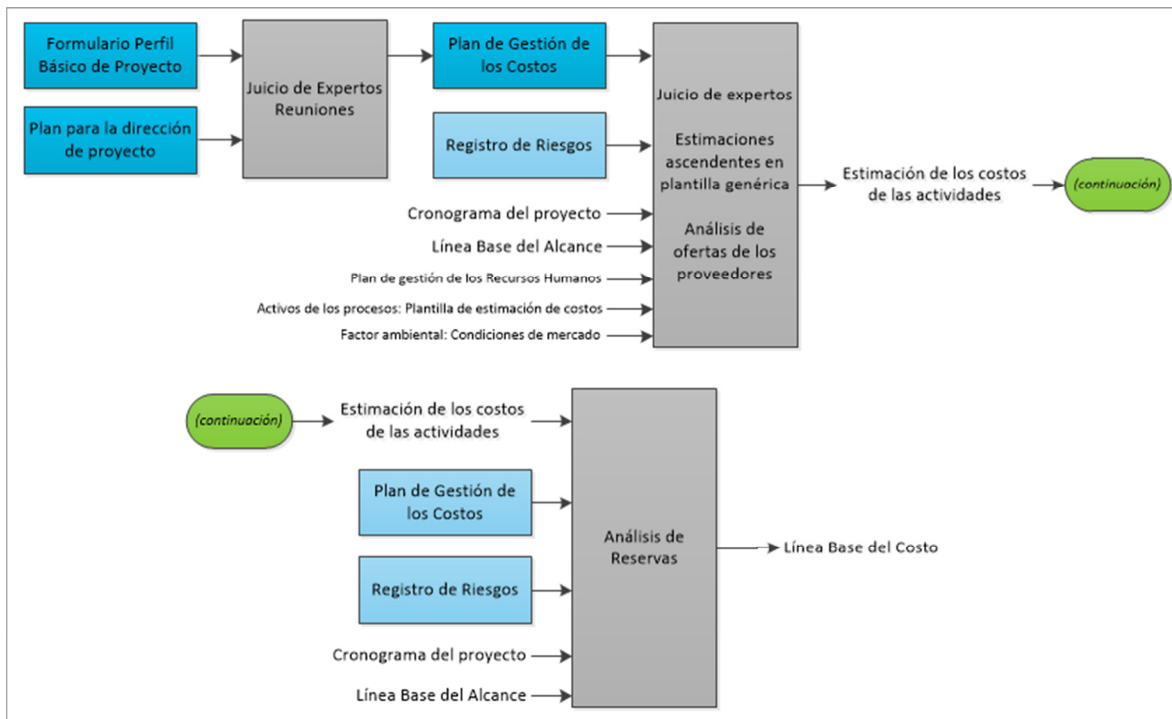 Formulario Perfil
Básico de Proyecto
Plan para la dirección
de proyecto
Juicio de Expertos
Reuniones
Plan de Gestión de
los Costos
Registro de Riesgos
Cronograma del proyecto
Línea Base del Alcance
Plan de gestión de los Recursos Humanos
Activos de los procesos: Plantilla de estimación de costos
Factor ambiental: Condiciones de mercado
Juicio de expertos
Estimaciones
ascendentes en
plantilla genérica
Análisis de
ofertas de los
proveedores
Estimación de los costos
de las actividades
(continuación)
(continuación)
Estimación de los costos
de las actividades
Plan de Gestión de
los Costos
Registro de Riesgos
Cronograma del proyecto
Línea Base del Alcance
Análisis de
Reservas
Línea Base del Costo